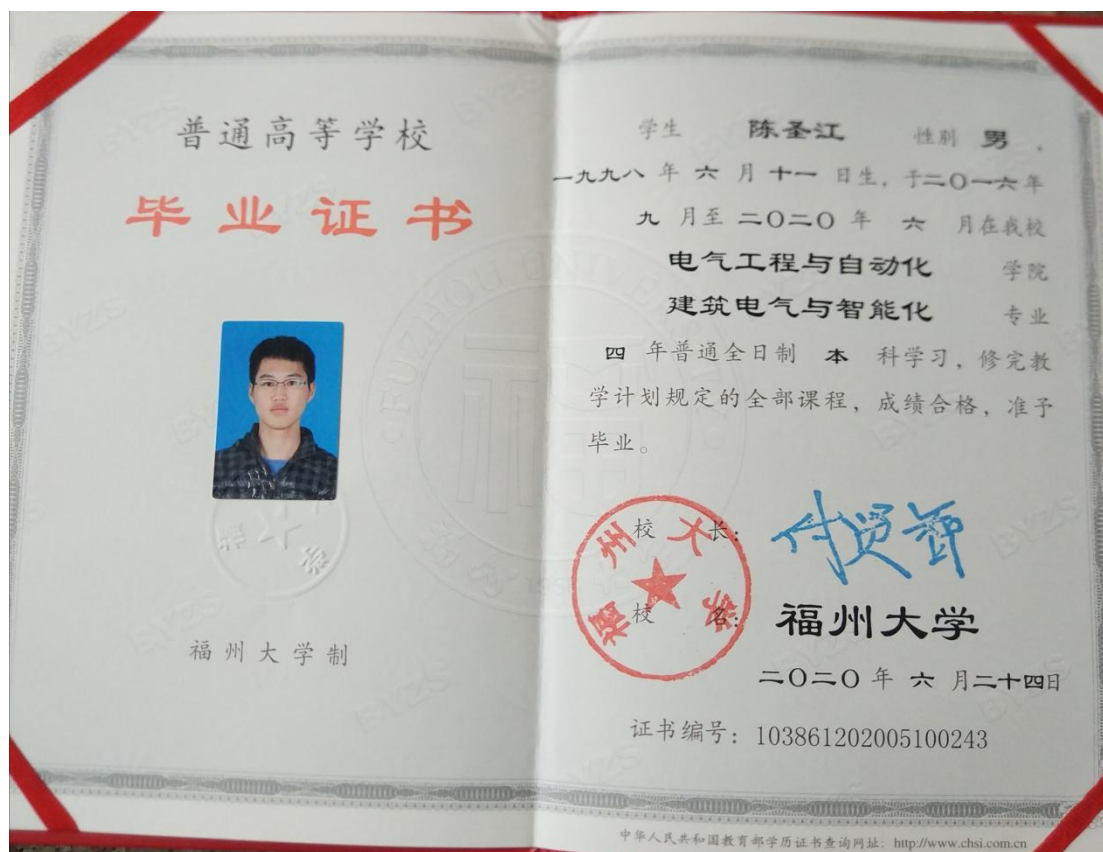 普通高等学校
毕业证书
福州大学制
学生 陈圣江 性别 男，
一九九八年六月十一日生，于二〇一六年
九月至二〇二〇年六月在我校
电气工程与自动化 学院
建筑电气与智能化 专业
四年普通全日制 本 科学习，修完教
学计划规定的全部课程，成绩合格，准予
毕业。
校长：
福州大学
校名：福州大学
二〇二〇年六月二十四日
证书编号：103861202005100243
中华人民共和国教育部学历证书查询网址：http://www.chsi.com.cn